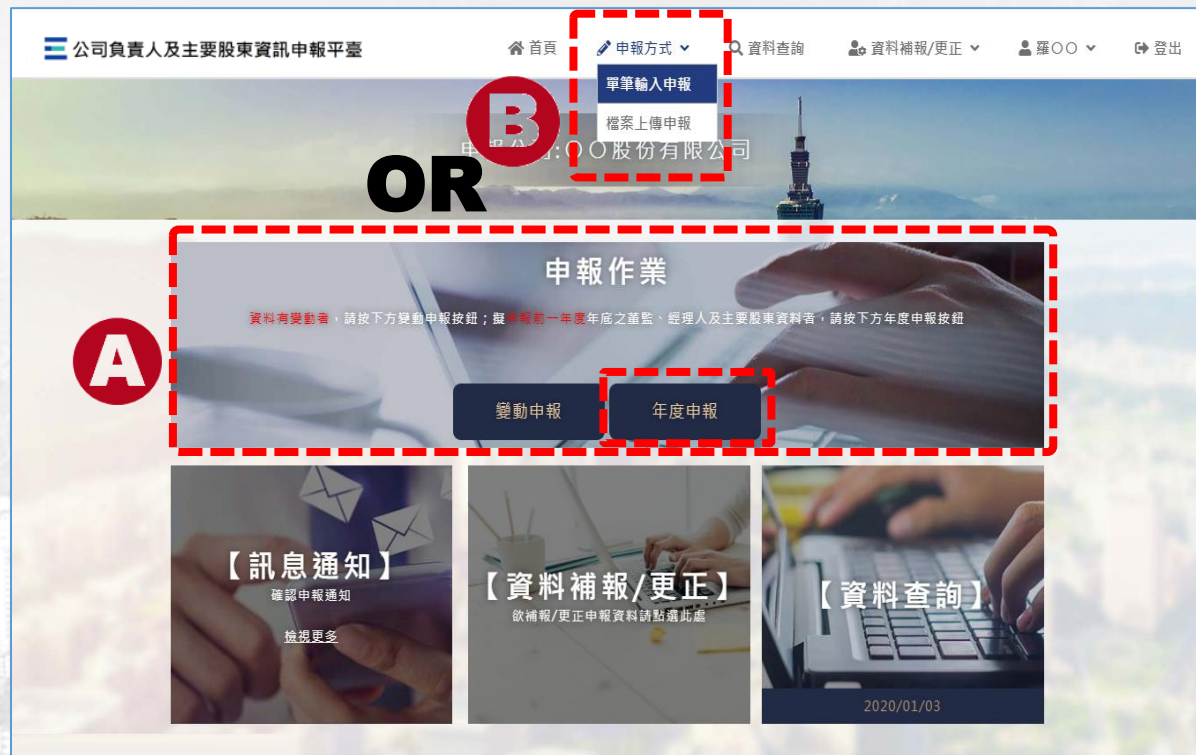 公司負責人及主要股東資訊申報平臺
首頁
申報方式
資料查詢
資料補報/更正
羅○○
登出
單筆輸入申報
檔案上傳申報
B
:○○股份有限公司
OR
申報作業
資料有變動者，請按下方變動申報按鈕；擬申報前一年度年底之董監、經理人及主要股東資料者，請按下方年度申報按鈕
A
變動申報
年度申報
【訊息通知】
確認申報通知
檢視更多
【資料補報/更正】
欲補報/更正申報資料請點選此處
【資料查詢】
2020/01/03